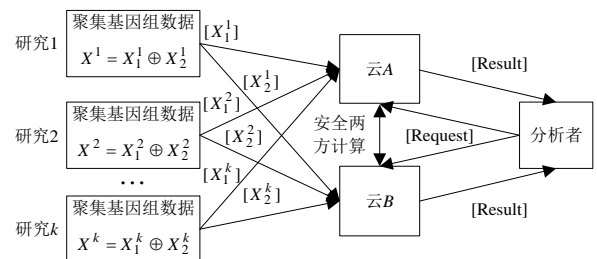 研究1
聚集基因组数据
X^1 = X_1^1 ⊕ X_2^1
研究2
聚集基因组数据
X^2 = X_1^2 ⊕ X_2^2
...
研究k
聚集基因组数据
X^k = X_1^k ⊕ X_2^k
[X_1^1]
[X_2^1]
[X_1^2]
[X_2^2]
[X_1^k]
[X_2^k]
云A
安全两
方计算
云B
[Result]
[Request]
[Result]
分析者